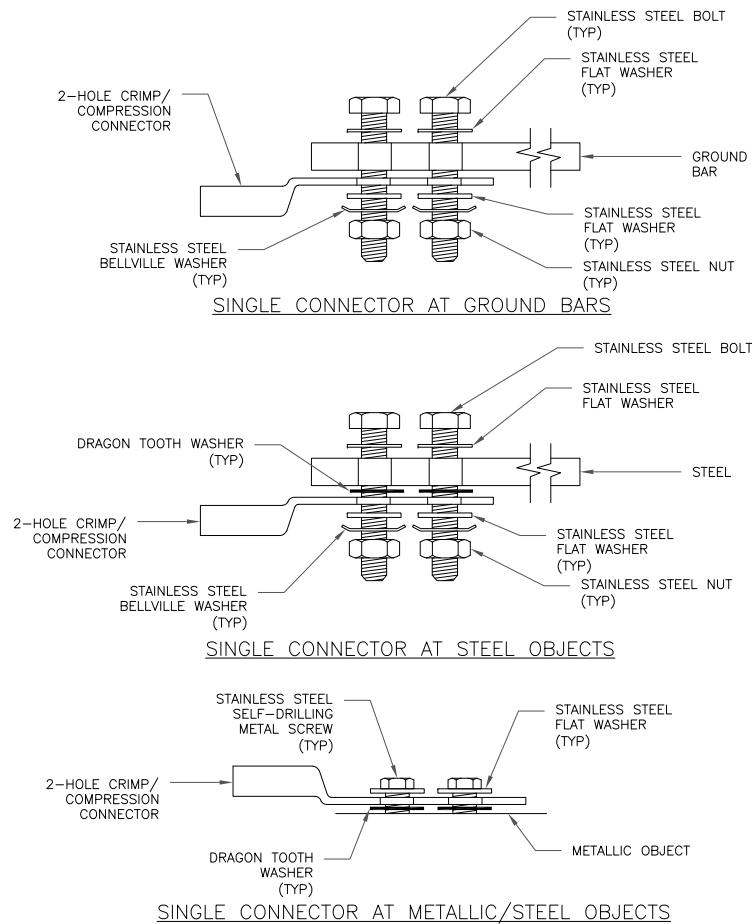 STAINLESS STEEL BOLT
(TYP)
STAINLESS STEEL
FLAT WASHER
(TYP)
2-HOLE CRIMP/
COMPRESSION
CONNECTOR
GROUND
BAR
STAINLESS STEEL
FLAT WASHER
(TYP)
STAINLESS STEEL
BELLVILLE WASHER
(TYP)
STAINLESS STEEL NUT
(TYP)
SINGLE CONNECTOR AT GROUND BARS
STAINLESS STEEL BOLT
STAINLESS STEEL
FLAT WASHER
DRAGON TOOTH WASHER
(TYP)
STEEL
2-HOLE CRIMP/
COMPRESSION
CONNECTOR
STAINLESS STEEL
FLAT WASHER
(TYP)
STAINLESS STEEL
BELLVILLE WASHER
(TYP)
STAINLESS STEEL NUT
(TYP)
SINGLE CONNECTOR AT STEEL OBJECTS
STAINLESS STEEL
SELF-DRILLING
METAL SCREW
(TYP)
STAINLESS STEEL
FLAT WASHER
(TYP)
2-HOLE CRIMP/
COMPRESSION
CONNECTOR
DRAGON TOOTH
WASHER
(TYP)
METALLIC OBJECT
SINGLE CONNECTOR AT METALLIC/STEEL OBJECTS